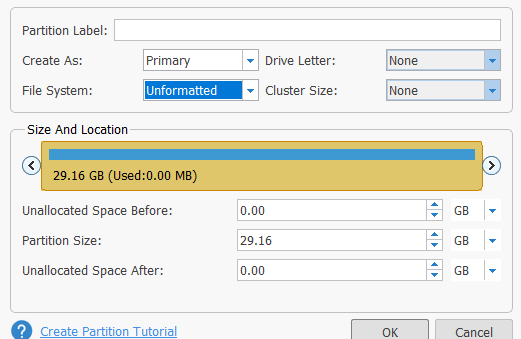 Partition Label:
Create As: Primary Drive Letter: None
File System: Unformatted Cluster Size: None
Size And Location
29.16 GB (Used:0.00 MB)
Unallocated Space Before: 0.00 GB
Partition Size: 29.16 GB
Unallocated Space After: 0.00 GB
? Create Partition Tutorial OK Cancel